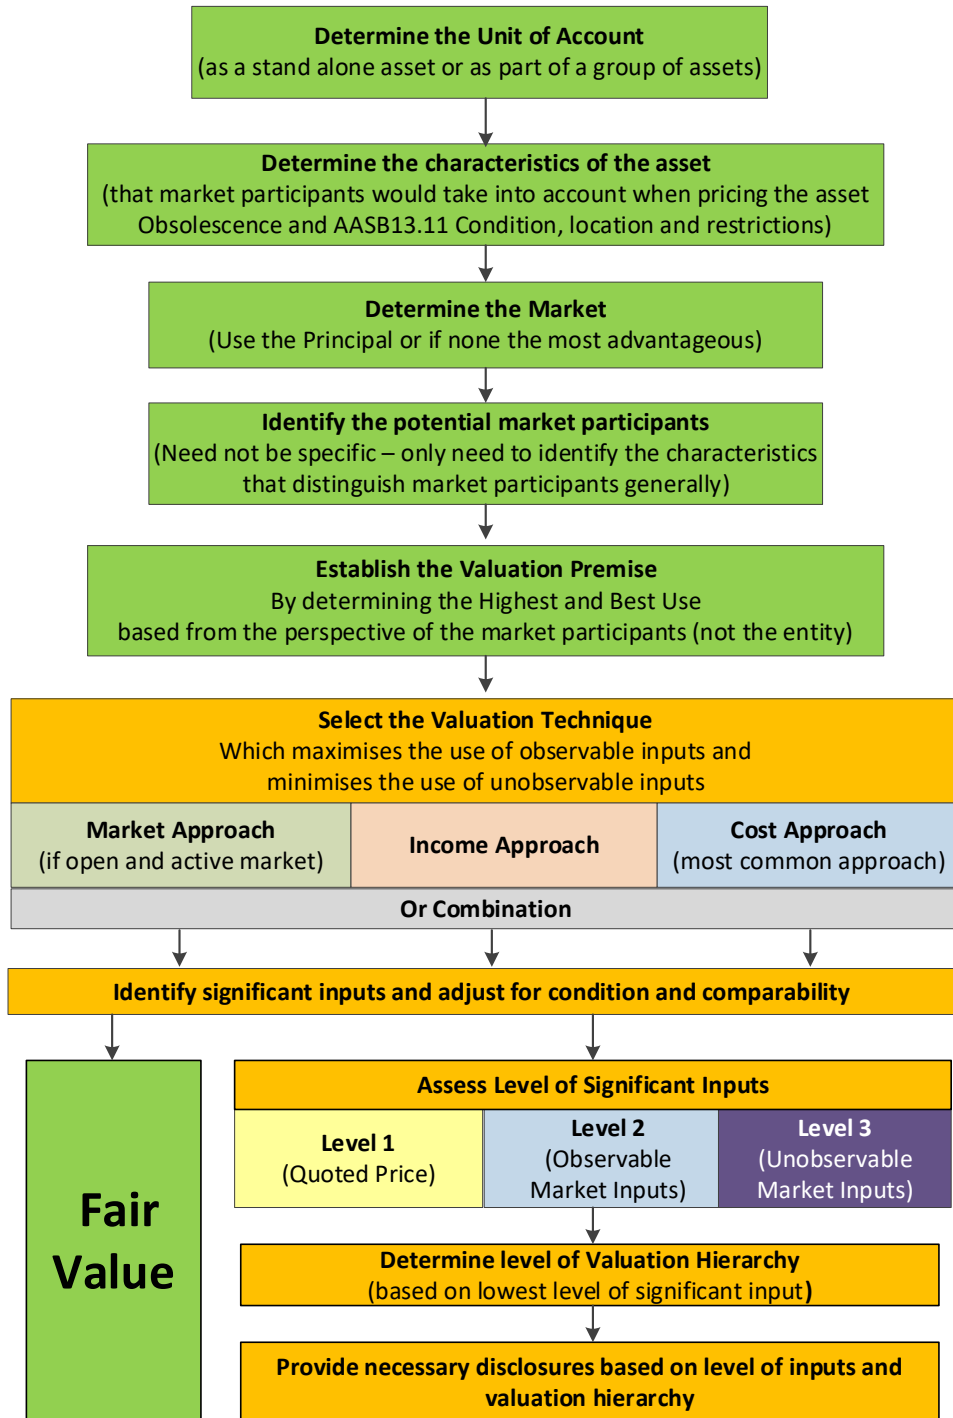 Determine the Unit of Account
(as a stand alone asset or as part of a group of assets)
Determine the characteristics of the asset
(that market participants would take into account when pricing the asset
Obsolescence and AASB13.11 Condition, location and restrictions)
Determine the Market
(Use the Principal or if none the most advantageous)
Identify the potential market participants
(Need not be specific – only need to identify the characteristics
that distinguish market participants generally)
Establish the Valuation Premise
By determining the Highest and Best Use
based from the perspective of the market participants (not the entity)
Select the Valuation Technique
Which maximises the use of observable inputs and
minimises the use of unobservable inputs
Market Approach
(if open and active market)
Income Approach
Cost Approach
(most common approach)
Or Combination
Identify significant inputs and adjust for condition and comparability
Fair
Value
Assess Level of Significant Inputs
Level 1
(Quoted Price)
Level 2
(Observable
Market Inputs)
Level 3
(Unobservable
Market Inputs)
Determine level of Valuation Hierarchy
(based on lowest level of significant input)
Provide necessary disclosures based on level of inputs and
valuation hierarchy